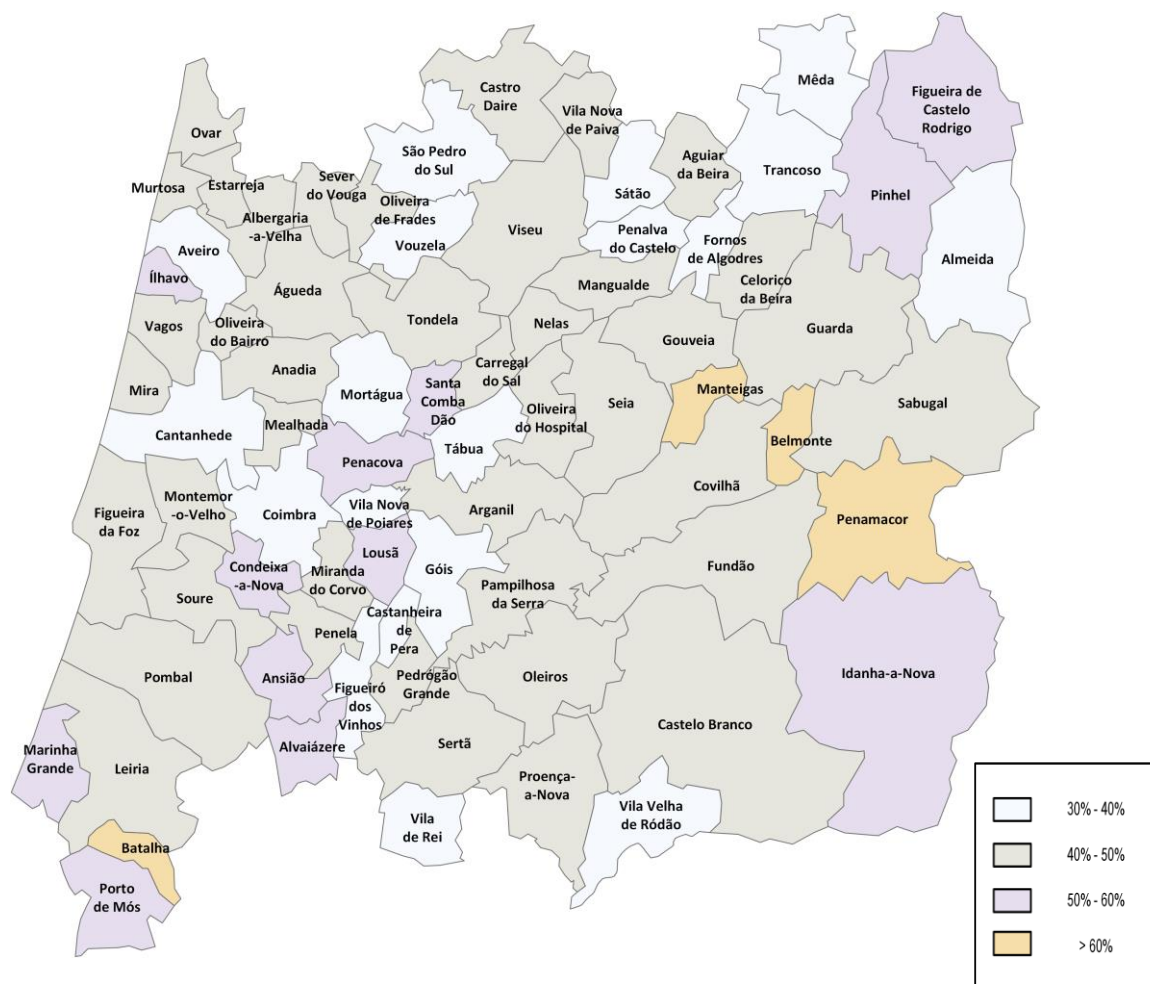 Mêda
Figueira de
Castelo
Rodrigo
Castro
Daire
Vila Nova
de Paiva
Ovar
São Pedro
do Sul
Aguiar
da Beira
Trancoso
Murtosa
Estarreja
Sever
do Vouga
Sátão
Pinhel
Albergaria
-a-Velha
Oliveira
de Frades
Viseu
Penalva
do Castelo
Fornos
de Algodres
Aveiro
Vouzela
Almeida
Ílhavo
Águeda
Mangualde
Celorico
da Beira
Vagos
Oliveira
do Bairro
Tondela
Nelas
Gouveia
Guarda
Mira
Anadia
Mortágua
Santa
Comba
Dão
Carregal
do Sal
Oliveira
do Hospital
Seia
Manteigas
Sabugal
Cantanhede
Mealhada
Tábua
Belmonte
Penacova
Covilhã
Figueira
da Foz
Montemor
-o-Velho
Coimbra
Vila Nova
de Poiares
Arganil
Penamacor
Condeixa
-a-Nova
Miranda
do Corvo
Lousã
Góis
Pampilhosa
da Serra
Fundão
Soure
Penela
Castanheira
de
Pera
Pombal
Ansião
Figueiró
dos
Vinhos
Pedrógão
Grande
Oleiros
Idanha-a-Nova
Marinha
Grande
Leiria
Alvaiázere
Sertã
Castelo Branco
Proença-
a-Nova
Vila
de Rei
Vila Velha
de Ródão
Batalha
Porto
de Mós
30% - 40%
40% - 50%
50% - 60%
> 60%